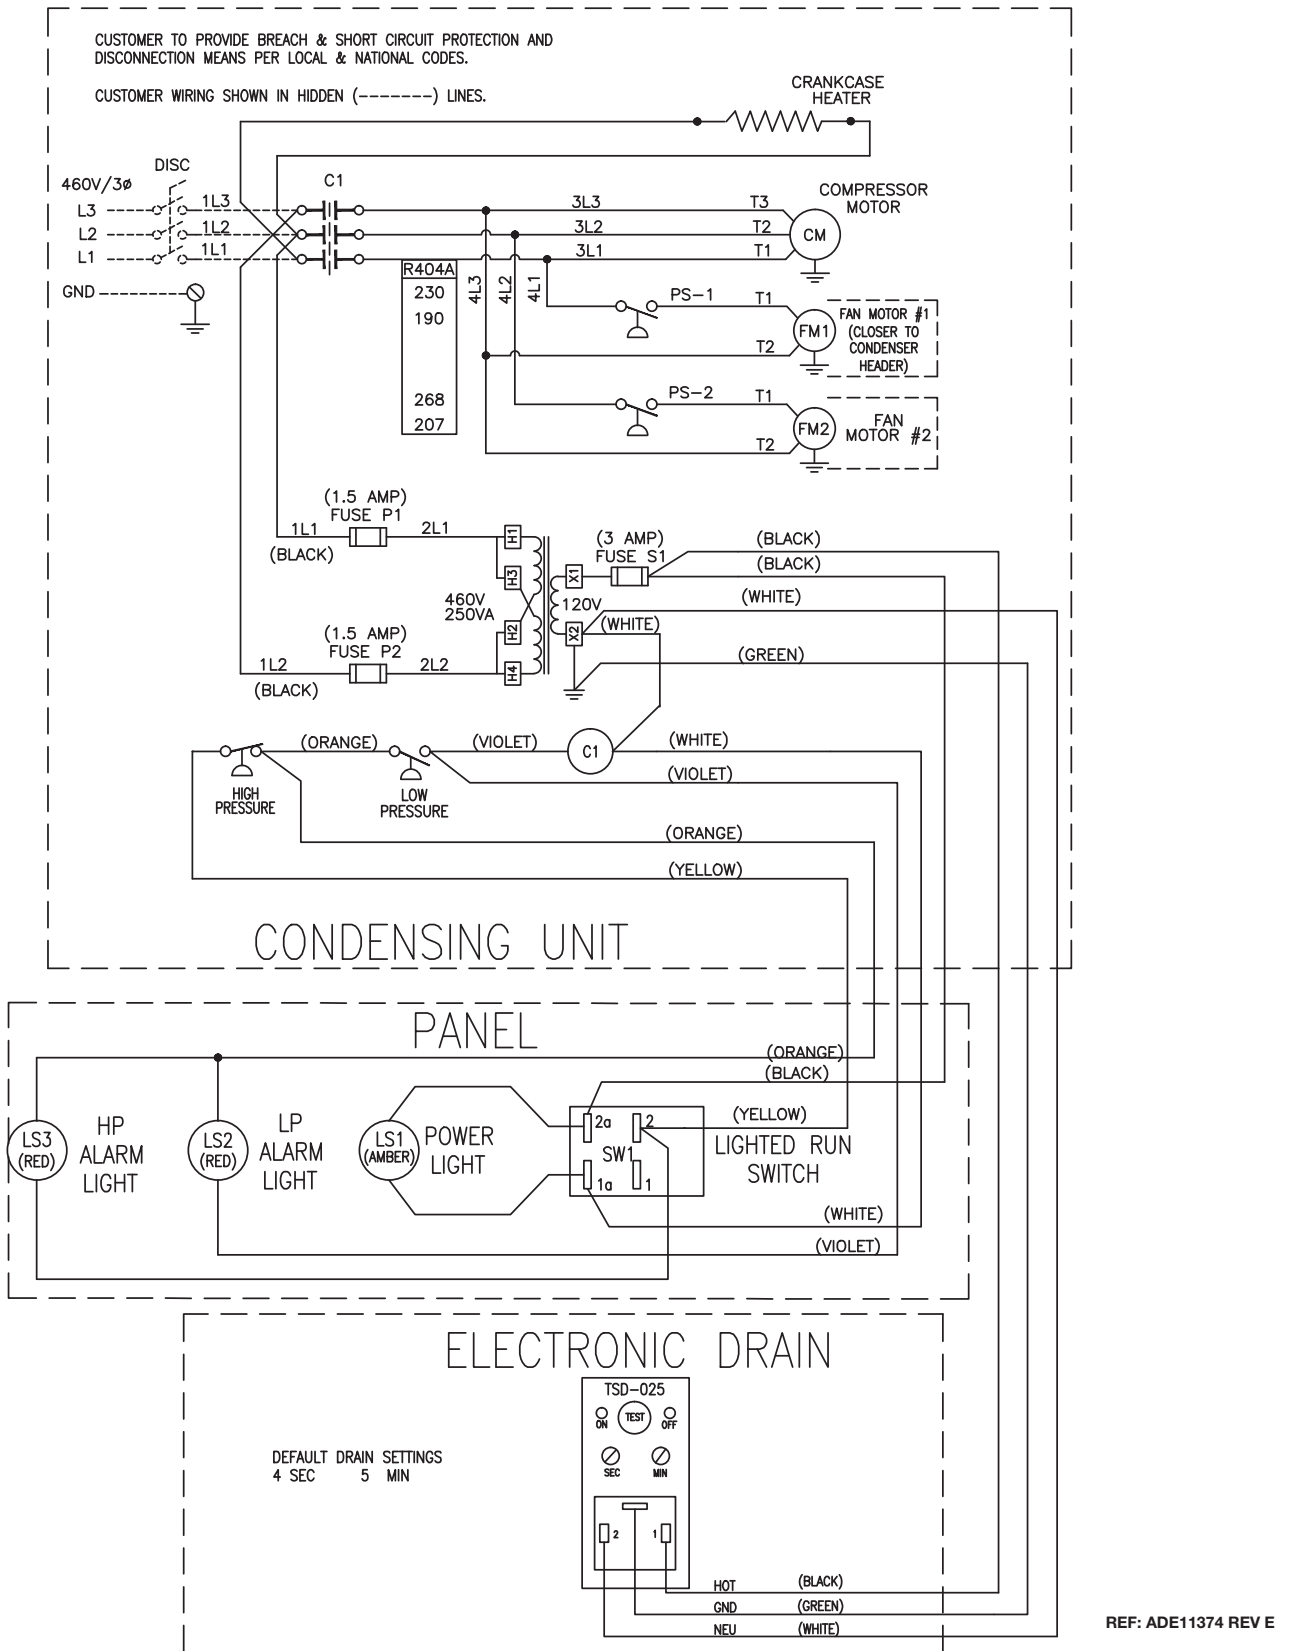 CUSTOMER TO PROVIDE BREACH & SHORT CIRCUIT PROTECTION AND
DISCONNECTION MEANS PER LOCAL & NATIONAL CODES.
CUSTOMER WIRING SHOWN IN HIDDEN (-------) LINES.
CRANKCASE
HEATER
DISC
460V/3ø
C1
L3
1L3
L2
1L2
L1
1L1
GND
3L3
3L2
3L1
T3
T2
T1
COMPRESSOR
MOTOR
CM
R404A
230
190
268
207
4L3
4L2
4L1
PS-1
T1
T2
FM1
FAN MOTOR #1
(CLOSER TO
CONDENSER
HEADER)
PS-2
T1
T2
FM2
FAN
MOTOR #2
(1.5 AMP)
FUSE P1
1L1
(BLACK)
2L1
H1
H3
H2
H4
460V
250VA
(1.5 AMP)
FUSE P2
1L2
(BLACK)
2L2
X1
120V
X2
(3 AMP)
FUSE S1
(BLACK)
(BLACK)
(WHITE)
(WHITE)
(GREEN)
(ORANGE)
(VIOLET)
C1
(WHITE)
(VIOLET)
HIGH
PRESSURE
LOW
PRESSURE
(ORANGE)
(YELLOW)
CONDENSING UNIT
PANEL
(ORANGE)
(BLACK)
LS3
(RED)
HP
ALARM
LIGHT
LS2
(RED)
LP
ALARM
LIGHT
LS1
(AMBER)
POWER
LIGHT
2a
2
SW1
1a
1
(YELLOW)
LIGHTED RUN
SWITCH
(WHITE)
(VIOLET)
ELECTRONIC DRAIN
TSD-025
ON
TEST
OFF
SEC
MIN
DEFAULT DRAIN SETTINGS
4 SEC 5 MIN
2
1
HOT (BLACK)
GND (GREEN)
NEU (WHITE)
REF: ADE11374 REV E